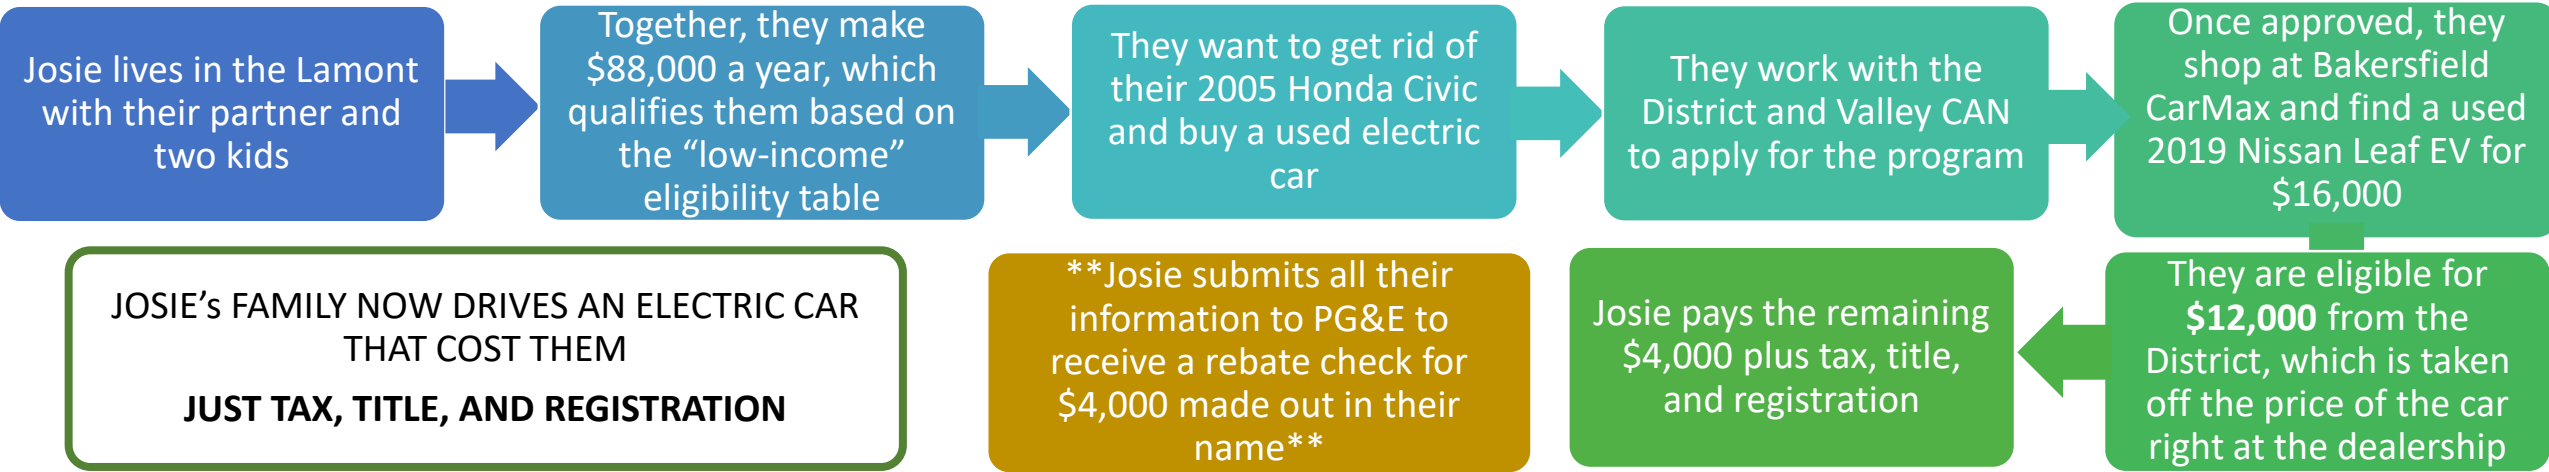 Josie lives in the Lamont
with their partner and
two kids
Together, they make
$88,000 a year, which
qualifies them based on
the “low-income”
eligibility table
They want to get rid of
their 2005 Honda Civic
and buy a used electric
car
They work with the
District and Valley CAN
to apply for the program
Once approved, they
shop at Bakersfield
CarMax and find a used
2019 Nissan Leaf EV for
$16,000
They are eligible for
$12,000 from the
District, which is taken
off the price of the car
right at the dealership
Josie pays the remaining
$4,000 plus tax, title,
and registration
**Josie submits all their
information to PG&E to
receive a rebate check for
$4,000 made out in their
name**
JOSIE’s FAMILY NOW DRIVES AN ELECTRIC CAR
THAT COST THEM
JUST TAX, TITLE, AND REGISTRATION